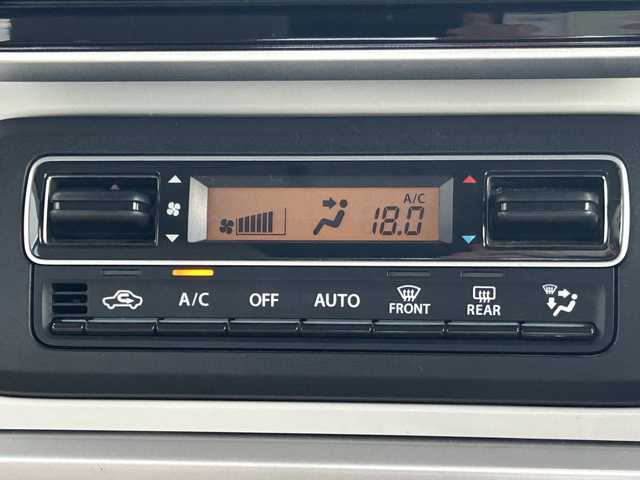 A/C
18.0
A/C OFF AUTO FRONT REAR